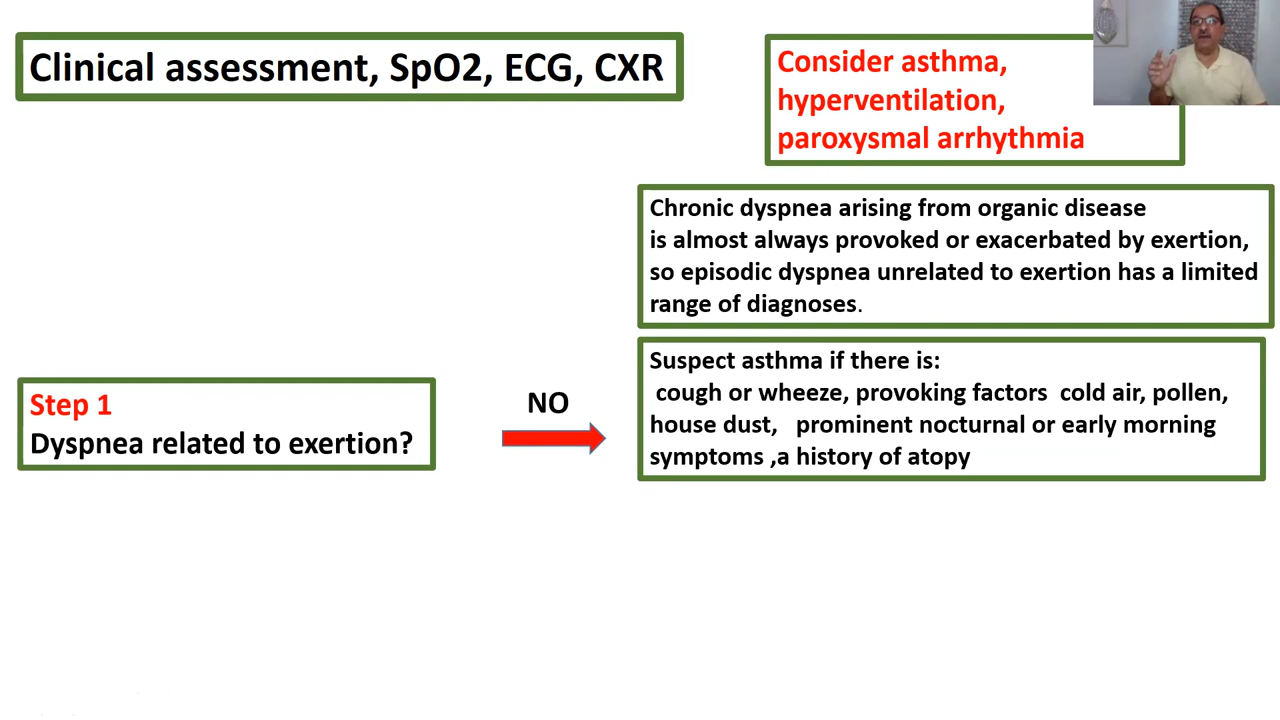 Clinical assessment, SpO2, ECG, CXR
Consider asthma,
hyperventilation,
paroxysmal arrhythmia
Chronic dyspnea arising from organic disease
is almost always provoked or exacerbated by exertion,
so episodic dyspnea unrelated to exertion has a limited
range of diagnoses.
Step 1
Dyspnea related to exertion?
NO
Suspect asthma if there is:
cough or wheeze, provoking factors cold air, pollen,
house dust, prominent nocturnal or early morning
symptoms ,a history of atopy